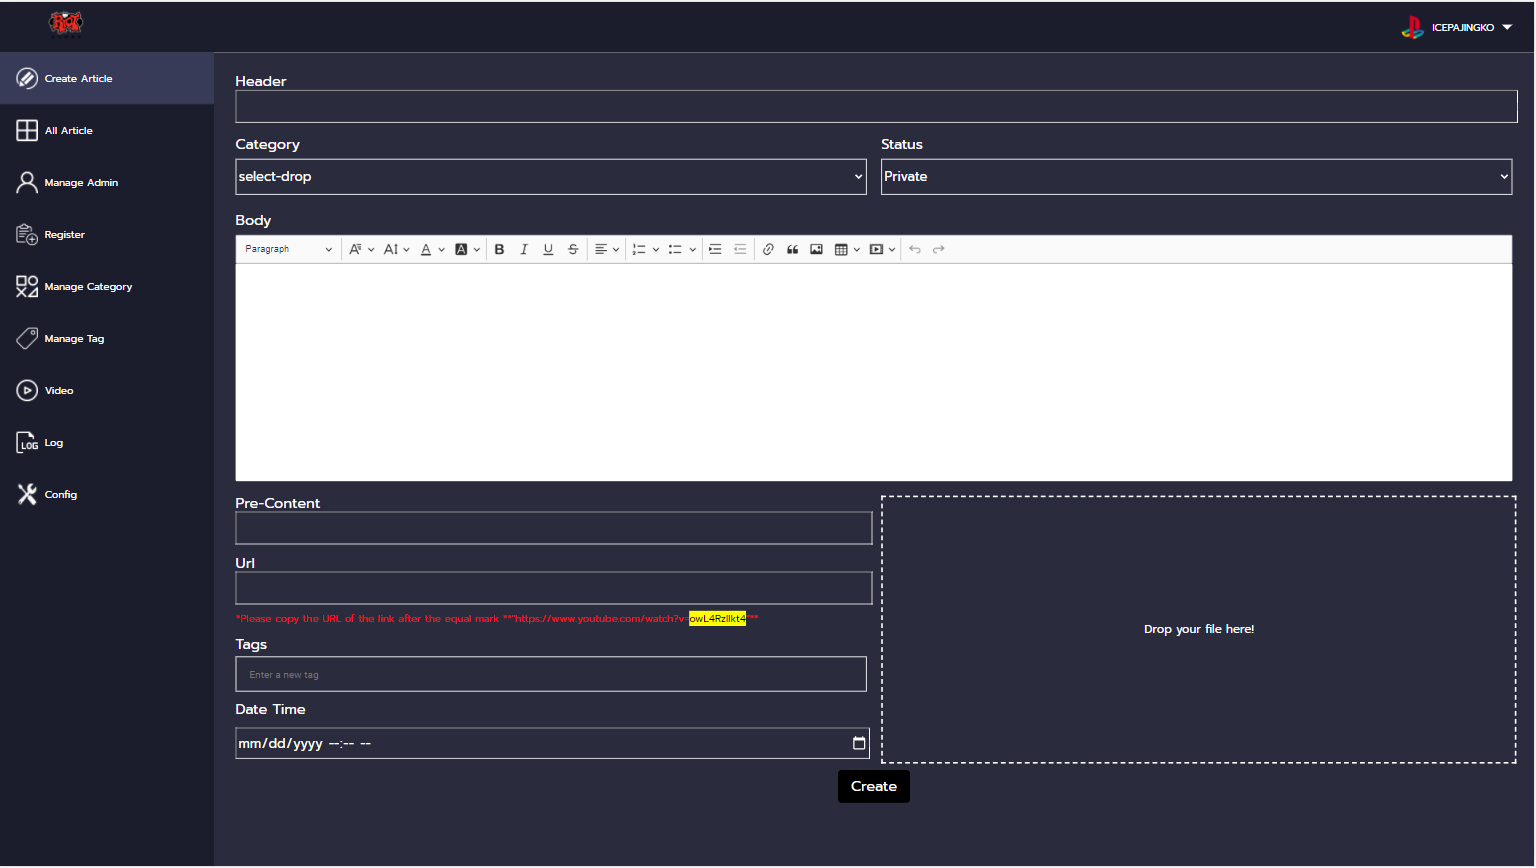 RIOT
ICEPAJINGKO
Create Article
All Article
Manage Admin
Register
Manage Category
Manage Tag
Video
LOG Log
Config
Header
Category
Status
select-drop
Private
Body
Paragraph
Pre-Content
Url
*Please copy the URL of the link after the equal mark **"https://www.youtube.com/watch?v=owL4RzIlkt4"**
Tags
Enter a new tag
Date Time
mm/dd/yyyy --:-- --
Drop your file here!
Create